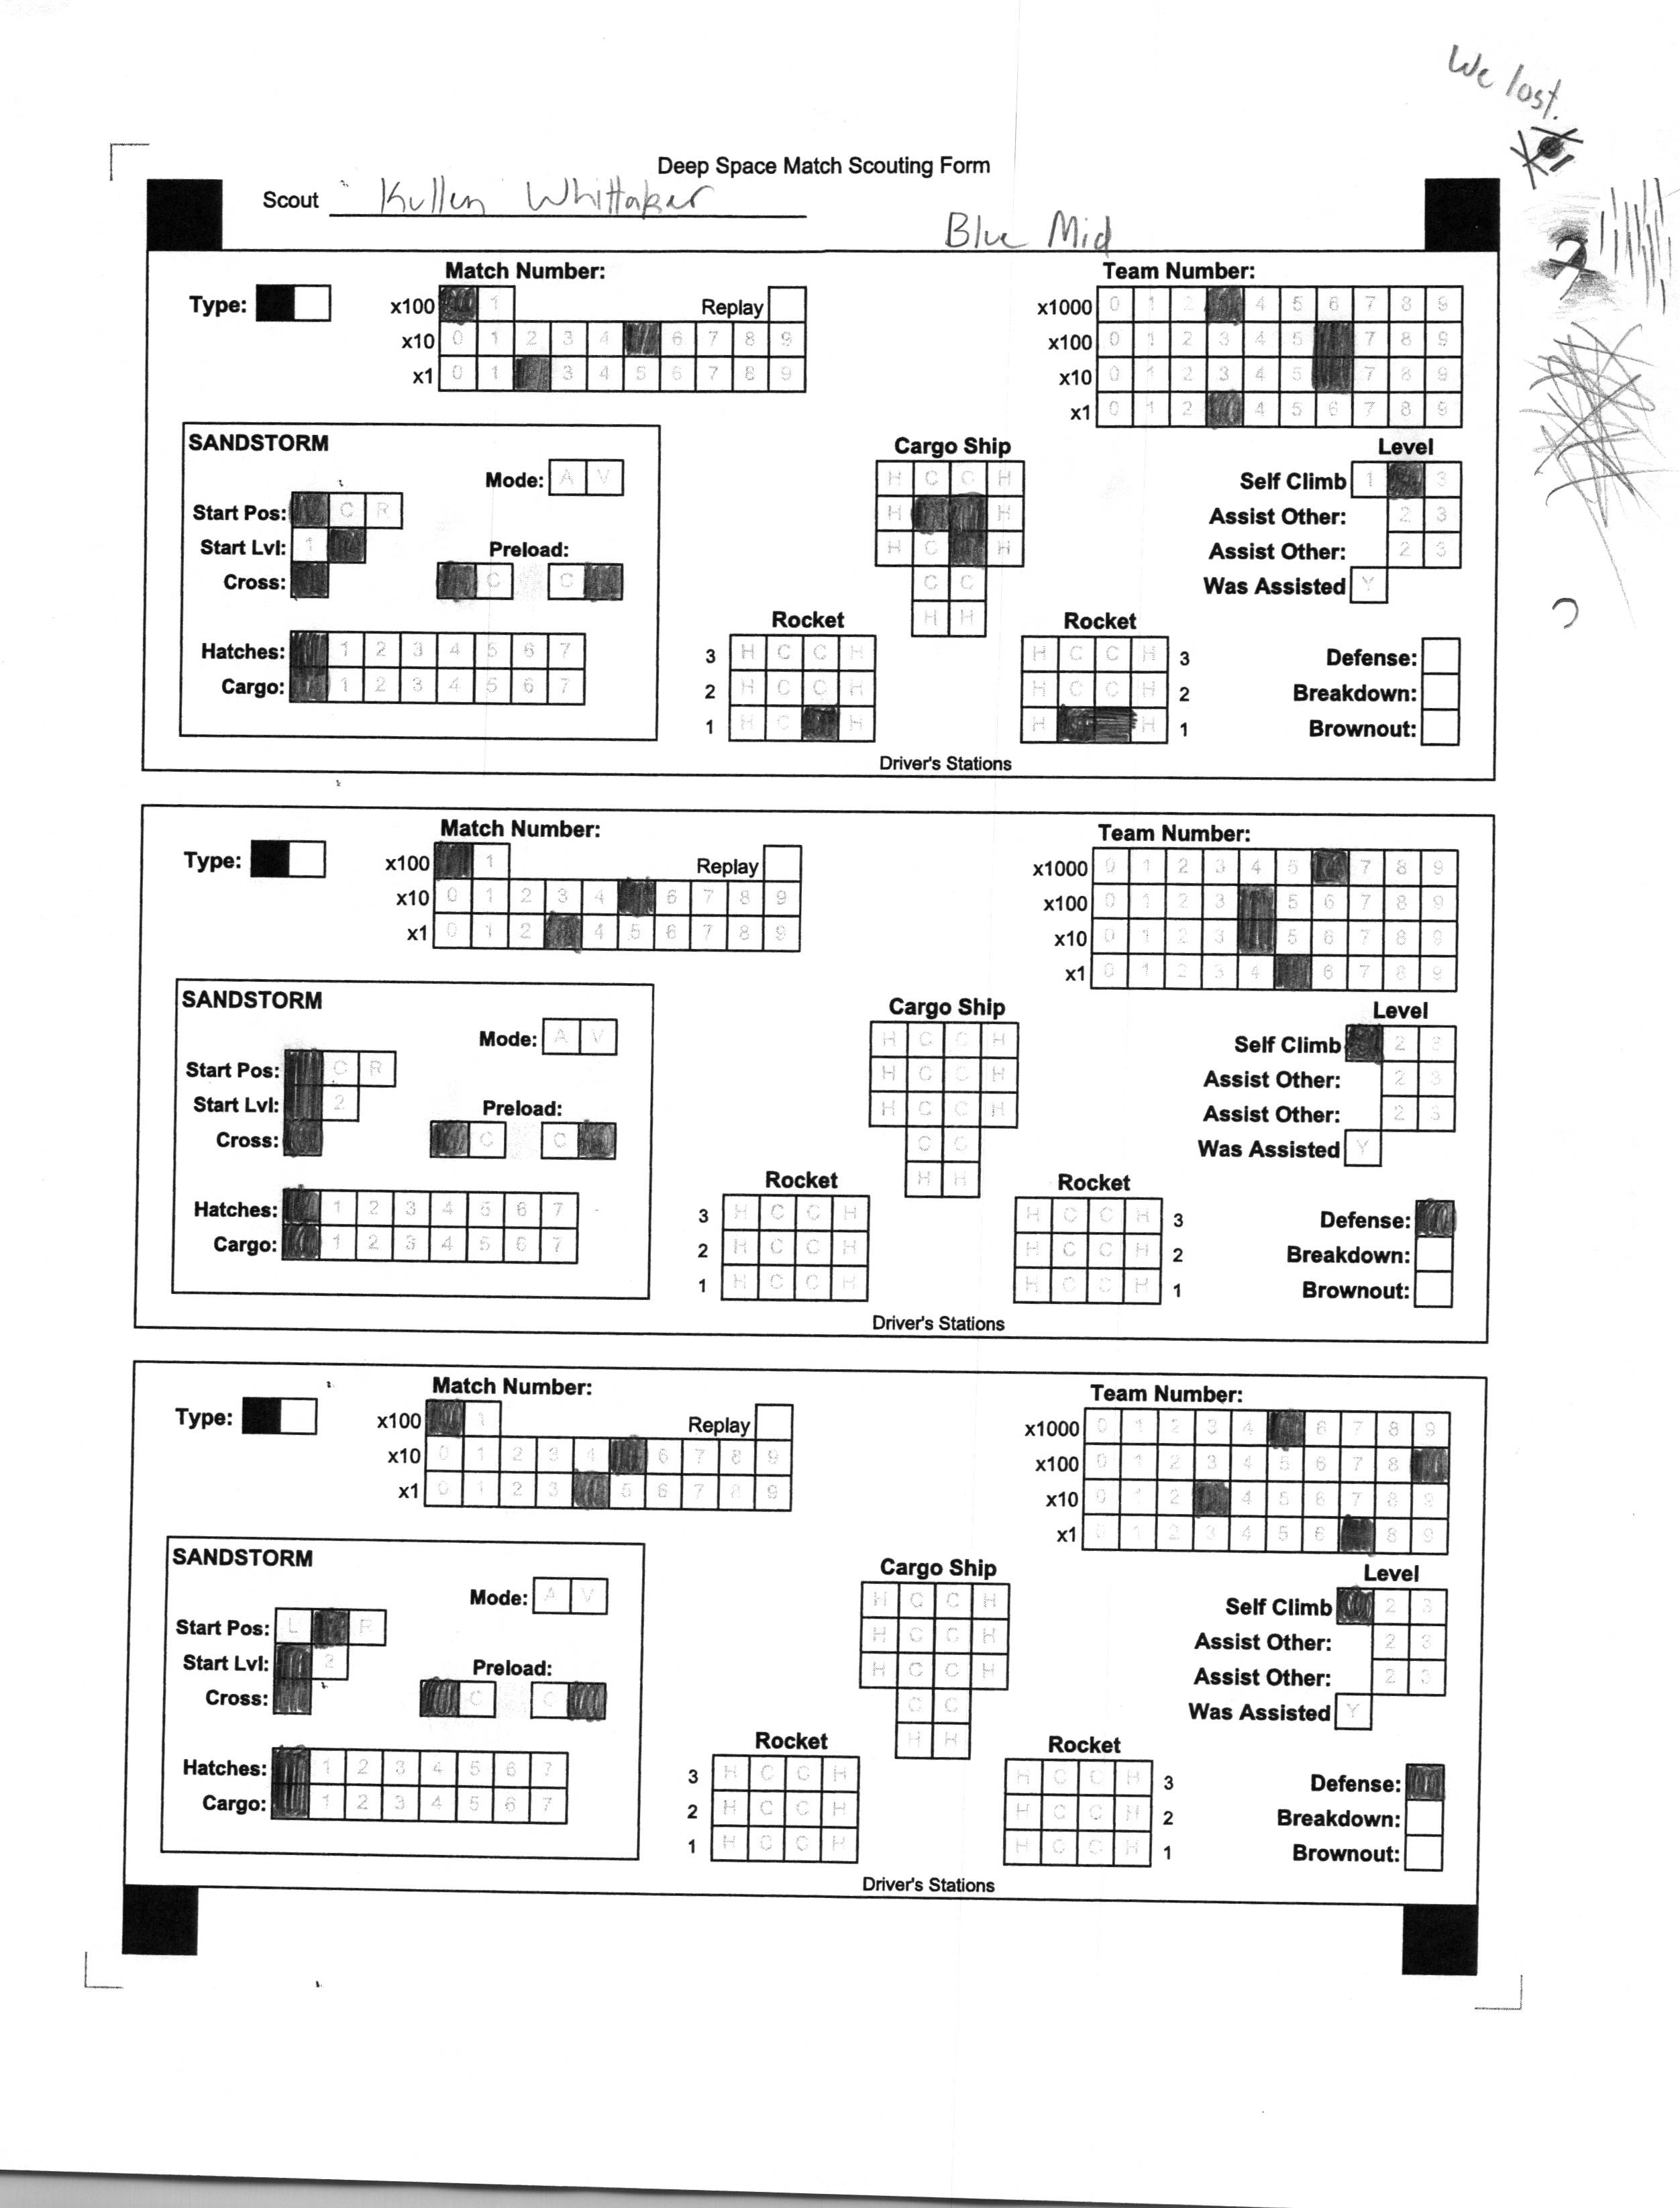 We lost.
Deep Space Match Scouting Form
Scout Kullen Whittaker
Blue Mid
Match Number: Team Number:
Type: x100 1 Replay x1000 0 1 2 4 5 6 7 8 9
x10 0 1 2 3 4 6 7 8 9 x100 0 1 2 3 4 5 7 8 9
x1 0 1 3 4 5 6 7 8 9 x10 0 1 2 3 4 5 7 8 9
x1 0 1 2 4 5 6 7 8 9
SANDSTORM Cargo Ship Level
Mode: A V H C C H Self Climb 1 3
Start Pos: C R H H Assist Other: 2 3
Start Lvl: 1 Preload: H C H Assist Other: 2 3
Cross: C C C C Was Assisted Y
H H
Rocket Rocket
Hatches: 1 2 3 4 5 6 7 3 H C C H H C C H 3 Defense:
Cargo: 1 2 3 4 5 6 7 2 H C C H H C C H 2 Breakdown:
1 H C H H H 1 Brownout:
Driver's Stations
Match Number: Team Number:
Type: x100 1 Replay x1000 0 1 2 3 4 5 7 8 9
x10 0 1 2 3 4 6 7 8 9 x100 0 1 2 3 5 6 7 8 9
x1 0 1 2 4 5 6 7 8 9 x10 0 1 2 3 5 6 7 8 9
x1 0 1 2 3 4 6 7 8 9
SANDSTORM Cargo Ship Level
Mode: A V H C C H Self Climb 2 3
Start Pos: C R H C C H Assist Other: 2 3
Start Lvl: 2 Preload: H C C H Assist Other: 2 3
Cross: C C C C Was Assisted Y
H H
Rocket Rocket
Hatches: 1 2 3 4 5 6 7 3 H C C H H C C H 3 Defense:
Cargo: 1 2 3 4 5 6 7 2 H C C H H C C H 2 Breakdown:
1 H C C H H C C H 1 Brownout:
Driver's Stations
Match Number: Team Number:
Type: x100 1 Replay x1000 0 1 2 3 4 6 7 8 9
x10 0 1 2 3 4 6 7 8 9 x100 0 1 2 3 4 5 6 7 8
x1 0 1 2 3 5 6 7 8 9 x10 0 1 2 4 5 6 7 8 9
x1 0 1 2 3 4 5 6 8 9
SANDSTORM Cargo Ship Level
Mode: A V H C C H Self Climb 2 3
Start Pos: L R H C C H Assist Other: 2 3
Start Lvl: 2 Preload: H C C H Assist Other: 2 3
Cross: C C C C Was Assisted Y
H H
Rocket Rocket
Hatches: 1 2 3 4 5 6 7 3 H C C H H C C H 3 Defense:
Cargo: 1 2 3 4 5 6 7 2 H C C H H C C H 2 Breakdown:
1 H C C H H C C H 1 Brownout:
Driver's Stations